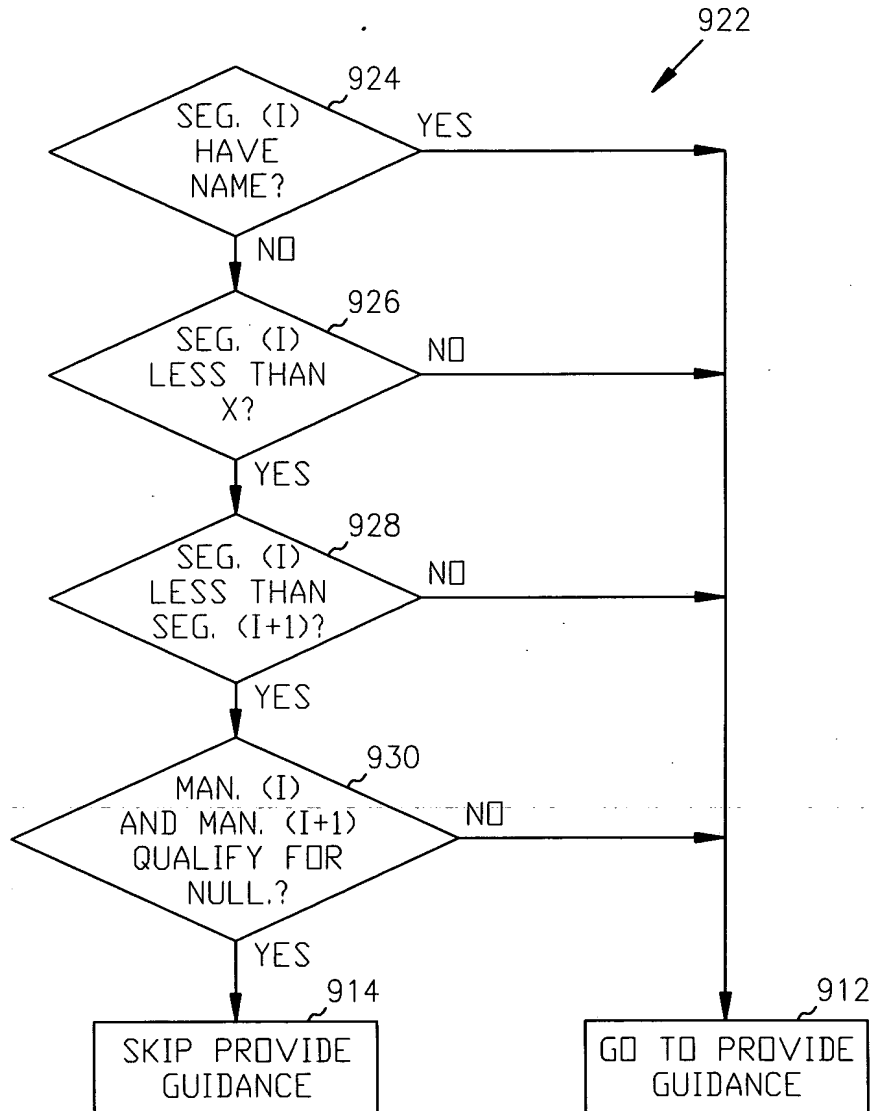 922
924
SEG. (I)
HAVE
NAME?
YES
NO
926
SEG. (I)
LESS THAN
X?
NO
YES
928
SEG. (I)
LESS THAN
SEG. (I+1)?
NO
YES
930
MAN. (I)
AND MAN. (I+1)
QUALIFY FOR
NULL.?
NO
YES
914
SKIP PROVIDE
GUIDANCE
912
GO TO PROVIDE
GUIDANCE